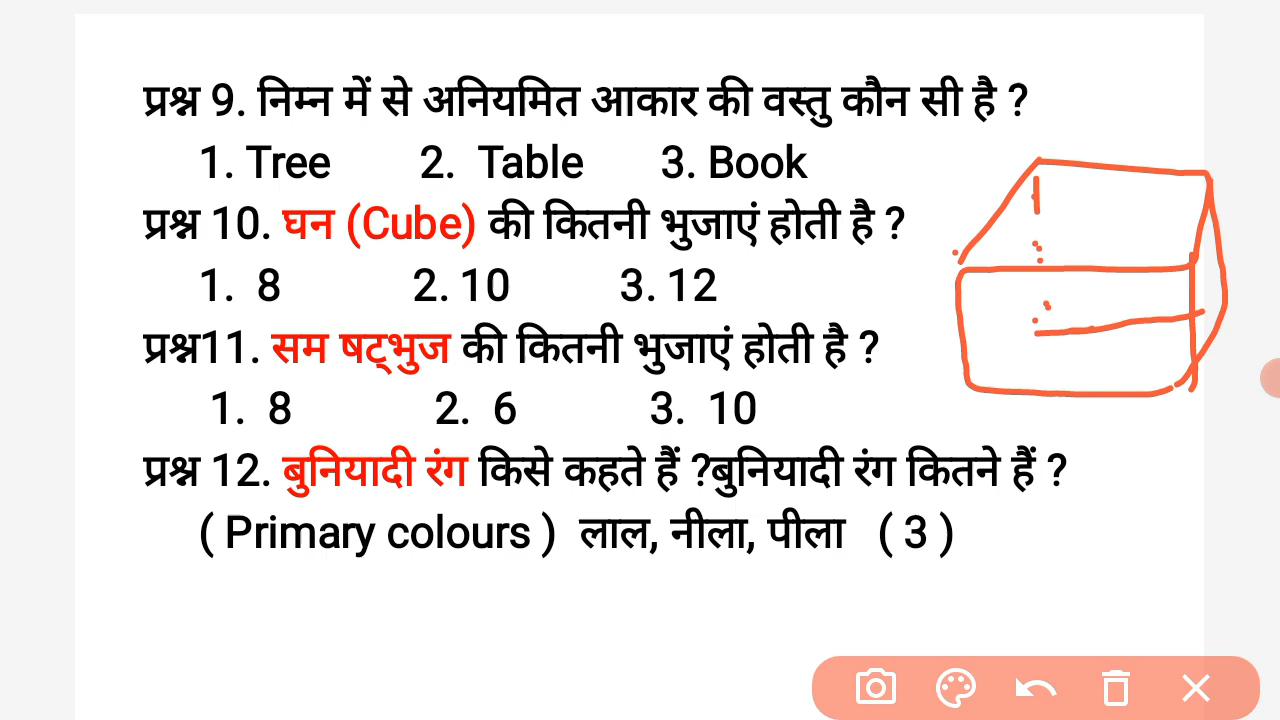 प्रश्न 9. निम्न में से अनियमित आकार की वस्तु कौन सी है ?
1. Tree 2. Table 3. Book
प्रश्न 10. घन (Cube) की कितनी भुजाएं होती है ?
1. 8 2. 10 3. 12
प्रश्न11. सम षट्भुज की कितनी भुजाएं होती है ?
1. 8 2. 6 3. 10
प्रश्न 12. बुनियादी रंग किसे कहते हैं ?बुनियादी रंग कितने हैं ?
( Primary colours ) लाल, नीला, पीला ( 3 )